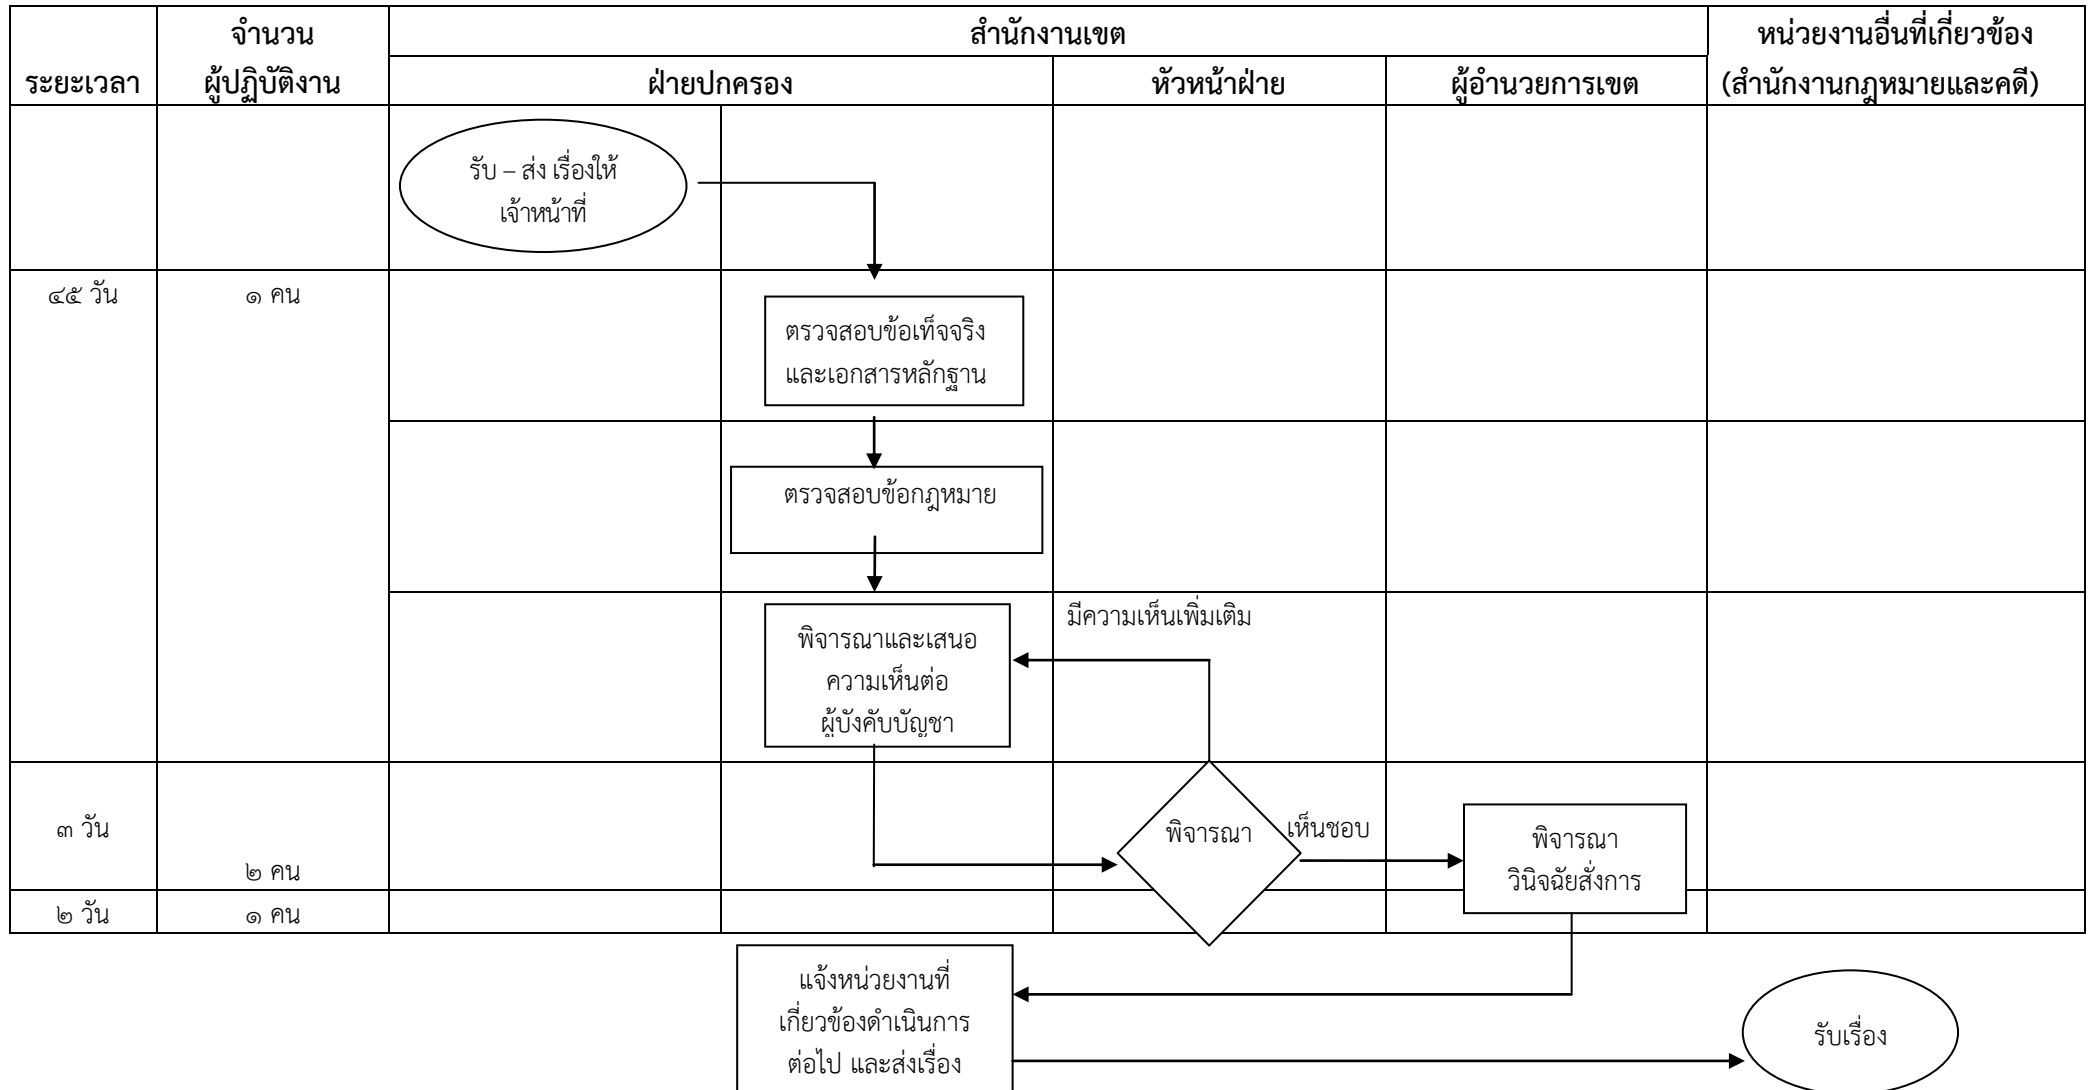 ระยะเวลา
จำนวน
ผู้ปฏิบัติงาน
สำนักงานเขต
ฝ่ายปกครอง
หัวหน้าฝ่าย
ผู้อำนวยการเขต
หน่วยงานอื่นที่เกี่ยวข้อง
(สำนักงานกฎหมายและคดี)
รับ – ส่ง เรื่องให้
เจ้าหน้าที่
๔๕ วัน
๑ คน
ตรวจสอบข้อเท็จจริง
และเอกสารหลักฐาน
ตรวจสอบข้อกฎหมาย
พิจารณาและเสนอ
ความเห็นต่อ
ผู้บังคับบัญชา
มีความเห็นเพิ่มเติม
๓ วัน
๒ คน
พิจารณา
เห็นชอบ
พิจารณา
วินิจฉัยสั่งการ
๒ วัน
๑ คน
แจ้งหน่วยงานที่
เกี่ยวข้องดำเนินการ
ต่อไป และส่งเรื่อง
รับเรื่อง